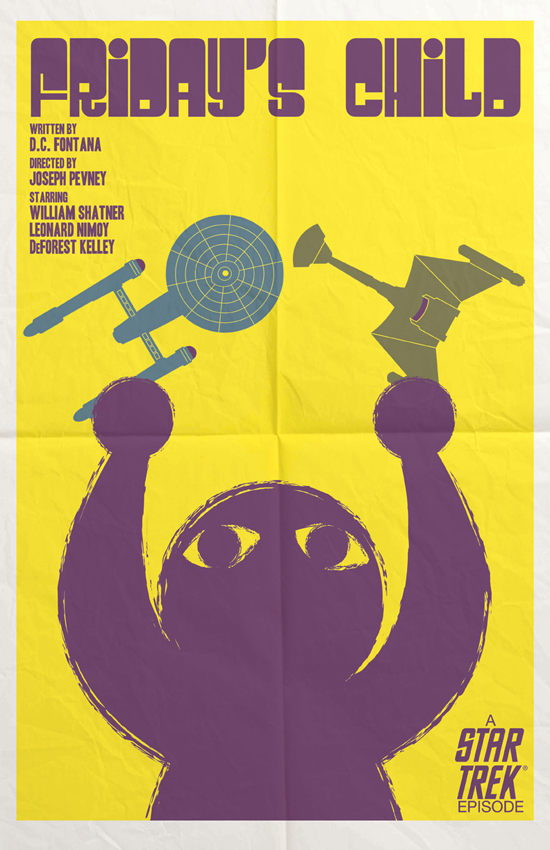 FRiDAY'S CHiLD
WRITTEN BY
D.C. FONTANA
DIRECTED BY
JOSEPH PEVNEY
STARRING
WILLIAM SHATNER
LEONARD NIMOY
DeFOREST KELLEY
A
STAR
TREK®
EPISODE